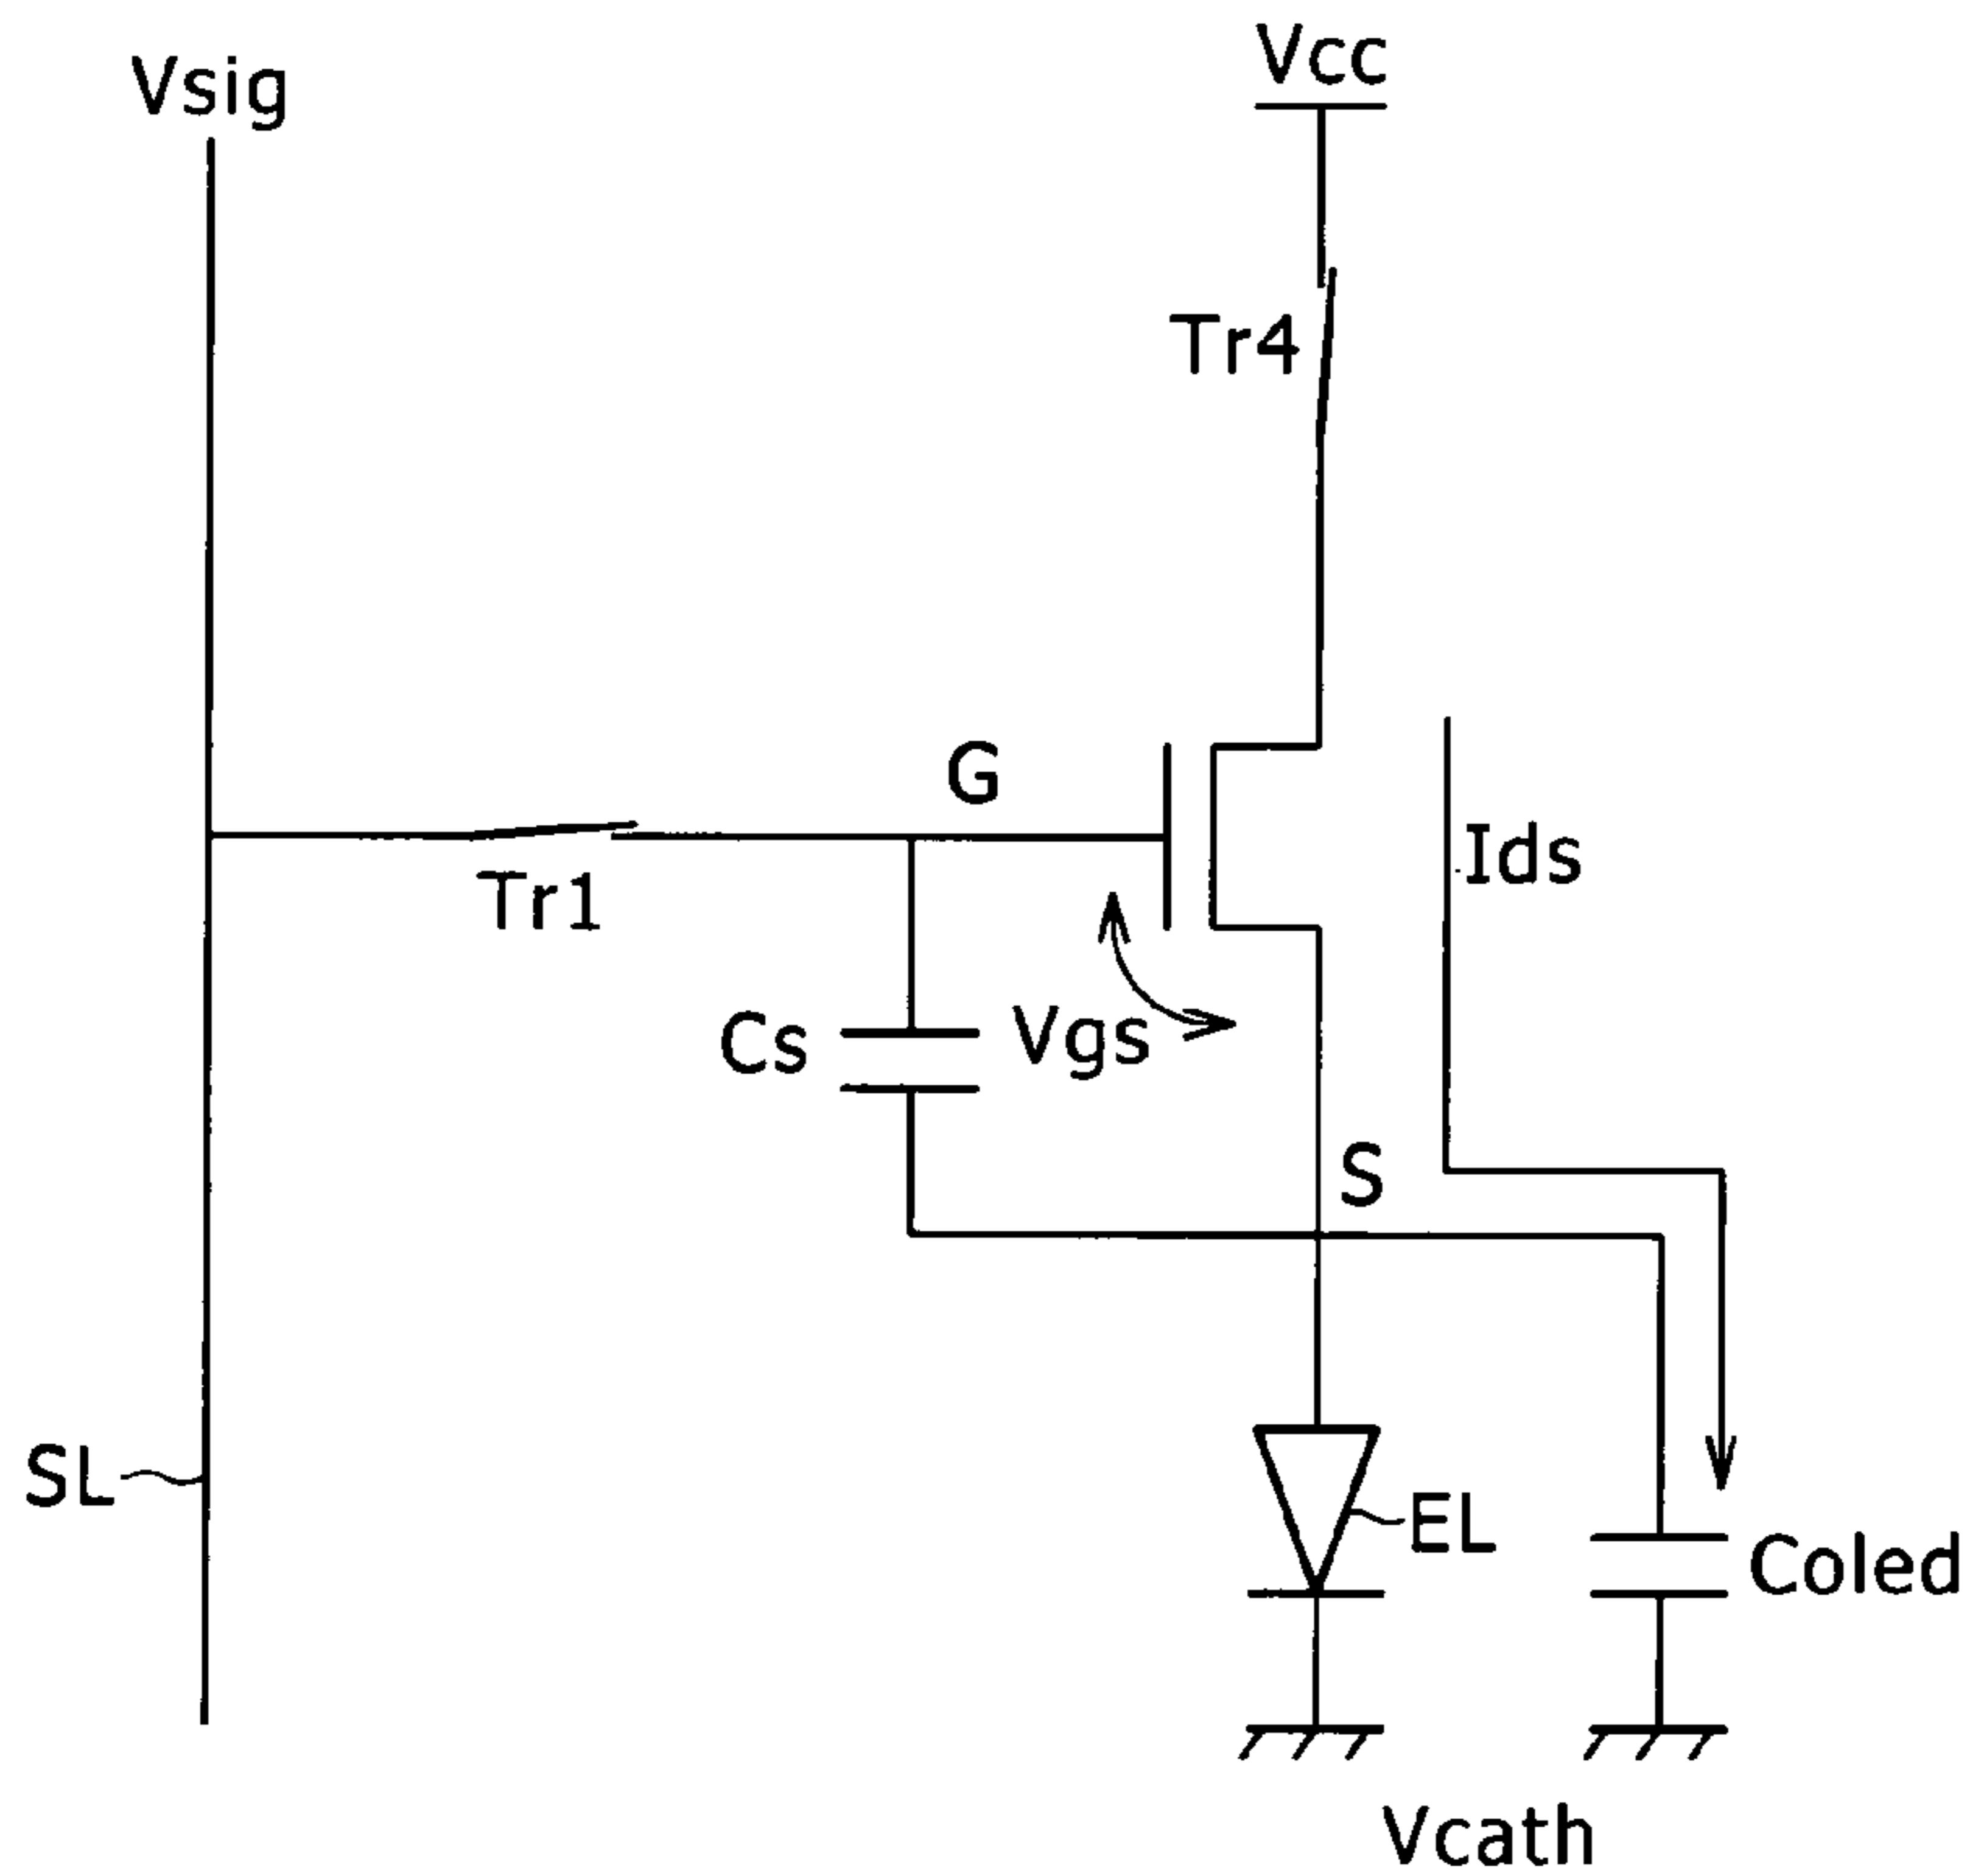 Vcc
Vsig
Tr4
G
Ids
Tr1
Cs
Vgs
S
SL
EL
Coled
Vcath